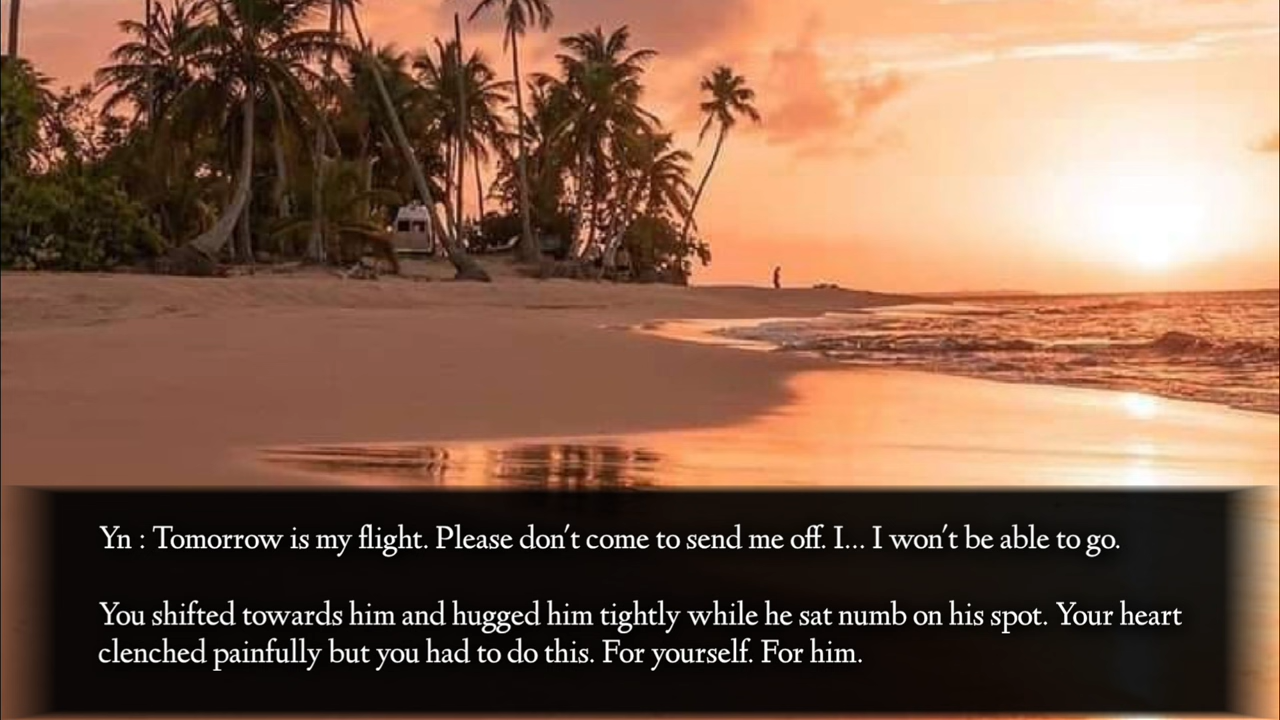 Yn : Tomorrow is my flight. Please don't come to send me off. I... I won't be able to go.
You shifted towards him and hugged him tightly while he sat numb on his spot. Your heart
clenched painfully but you had to do this. For yourself. For him.